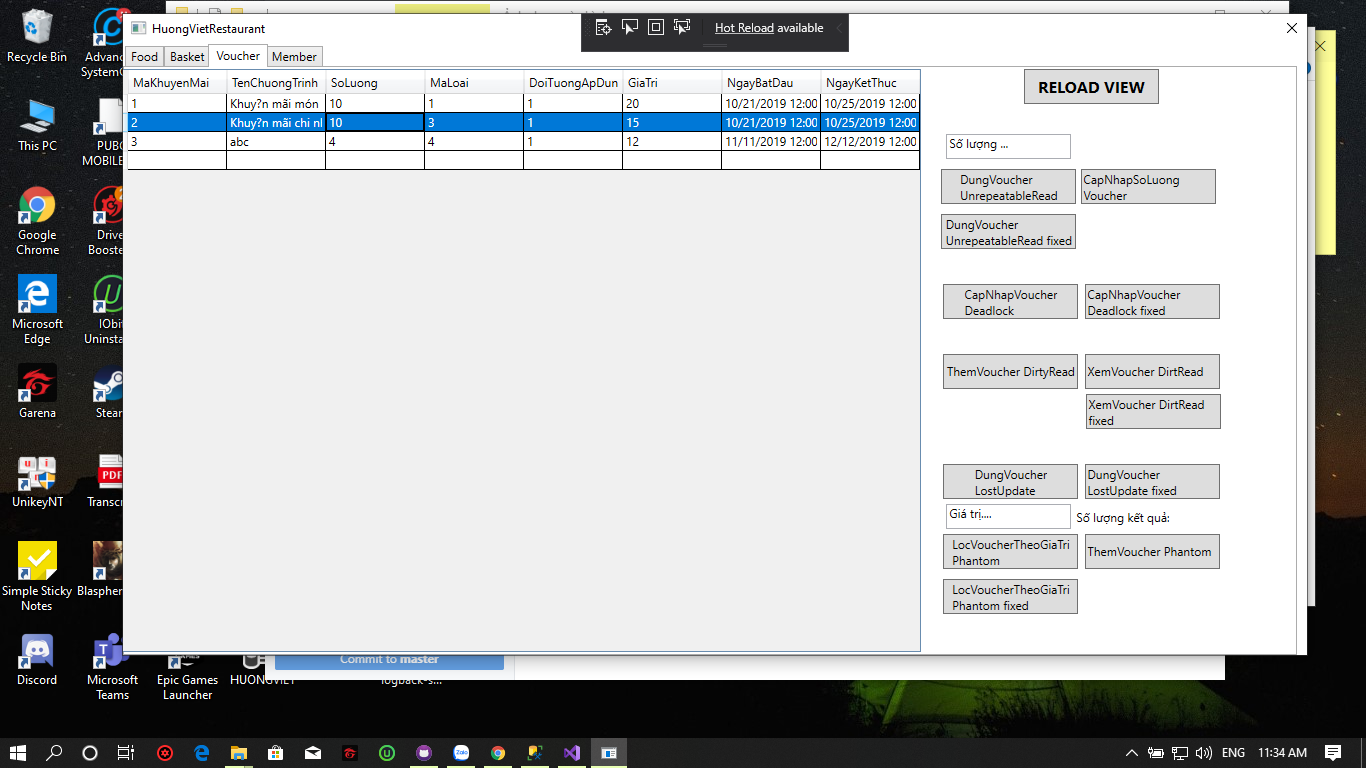 Recycle Bin
This PC
Google
Chrome
Microsoft
Edge
Garena
UnikeyNT
Simple Sticky
Notes
Discord
Advanc
SystemC
PUBG
MOBILE
Drive
Booste
IObit
Uninsta
Steam
PDF
Transcr
Blasphem
Microsoft
Teams
Epic Games
Launcher
HUONGVIET
logback-s...
HuongVietRestaurant
Hot Reload available
Food Basket Voucher Member
MaKhuyenMai TenChuongTrinh SoLuong MaLoai DoiTuongApDun GiaTri NgayBatDau NgayKetThuc
1 Khuy?n mãi món 10 1 1 20 10/21/2019 12:00 10/25/2019 12:00
2 Khuy?n mãi chi nl 10 3 1 15 10/21/2019 12:00 10/25/2019 12:00
3 abc 4 4 1 12 11/11/2019 12:00 12/12/2019 12:00
RELOAD VIEW
Số lượng ...
DungVoucher
UnrepeatableRead
CapNhapSoLuong
Voucher
DungVoucher
UnrepeatableRead fixed
CapNhapVoucher
Deadlock
CapNhapVoucher
Deadlock fixed
ThemVoucher DirtyRead
XemVoucher DirtRead
XemVoucher DirtRead
fixed
DungVoucher
LostUpdate
DungVoucher
LostUpdate fixed
Giá trị....
Số lượng kết quả:
LocVoucherTheoGiaTri
Phantom
ThemVoucher Phantom
LocVoucherTheoGiaTri
Phantom fixed
Commit to master
Zalo
ENG
11:34 AM